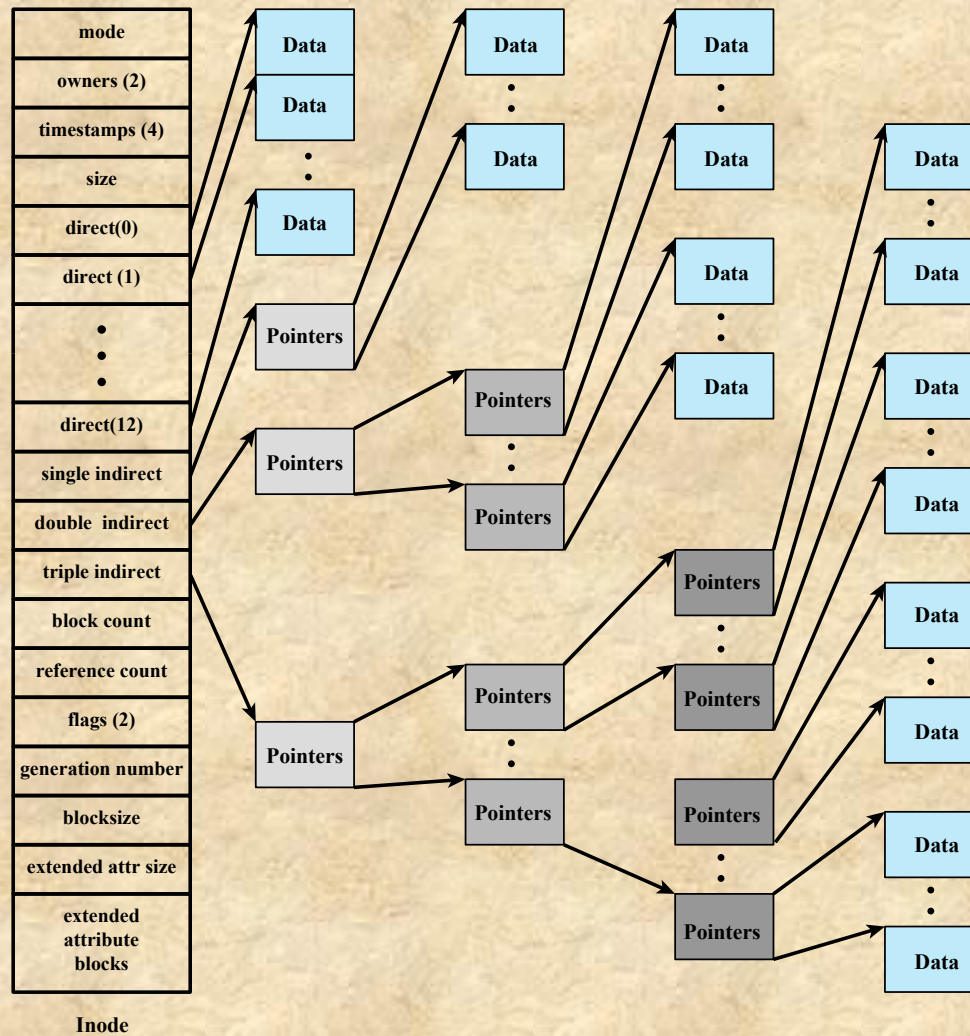 mode
owners (2)
timestamps (4)
size
direct(0)
direct (1)
direct(12)
single indirect
double indirect
triple indirect
block count
reference count
flags (2)
generation number
blocksize
extended attr size
extended
attribute
blocks
Inode
Data
Data
Data
Pointers
Pointers
Pointers
Data
Data
Pointers
Pointers
Pointers
Pointers
Data
Data
Data
Data
Pointers
Pointers
Pointers
Pointers
Data
Data
Data
Data
Data
Data
Data
Data